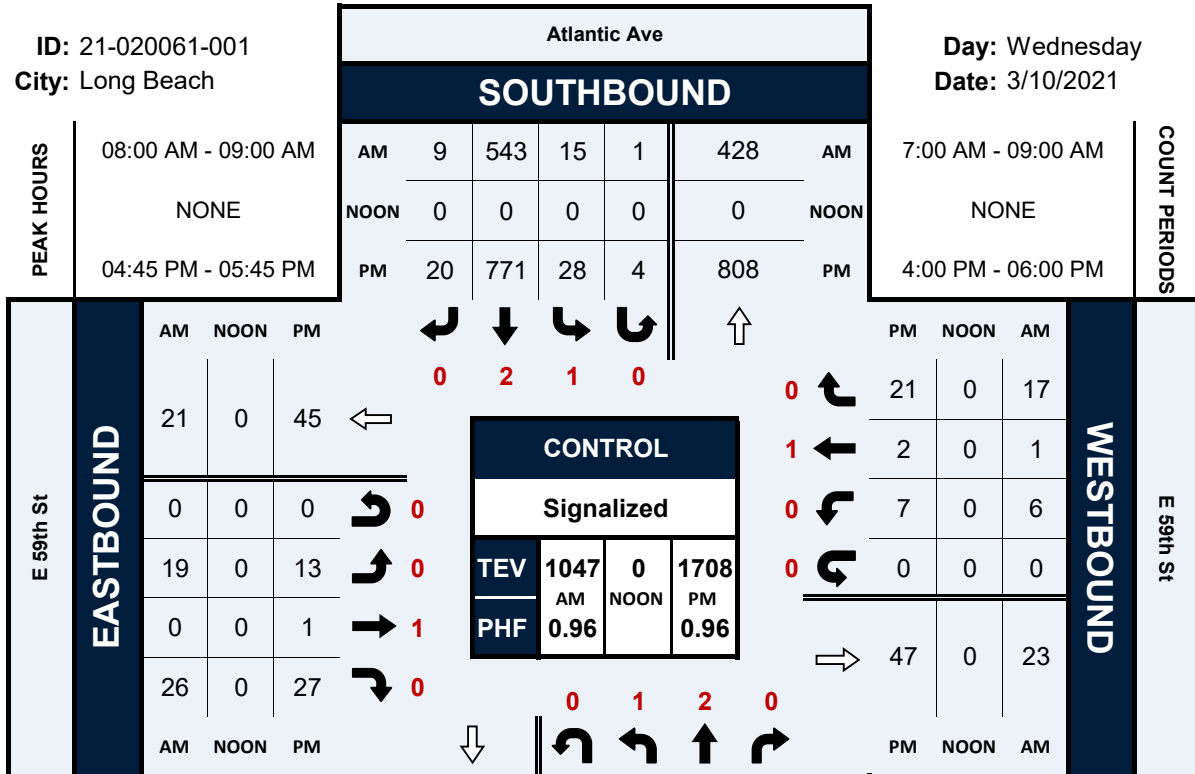 ID: 21-020061-001
City: Long Beach
Atlantic Ave
SOUTHBOUND
Day: Wednesday
Date: 3/10/2021
PEAK HOURS
08:00 AM - 09:00 AM
NONE
04:45 PM - 05:45 PM
AM 9 543 15 1 428 AM
NOON 0 0 0 0 0 NOON
PM 20 771 28 4 808 PM
7:00 AM - 09:00 AM
NONE
4:00 PM - 06:00 PM
COUNT PERIODS
0 2 1 0
E 59th St
EASTBOUND
AM NOON PM
21 0 45
0 0 0 0
19 0 13 0
0 0 1 1
26 0 27 0
AM NOON PM
CONTROL
Signalized
TEV 1047 0 1708
AM NOON PM
PHF 0.96 0.96
PM NOON AM
0 21 0 17
1 2 0 1
0 7 0 6
0 0 0 0
47 0 23
PM NOON AM
WESTBOUND
E 59th St
0 1 2 0